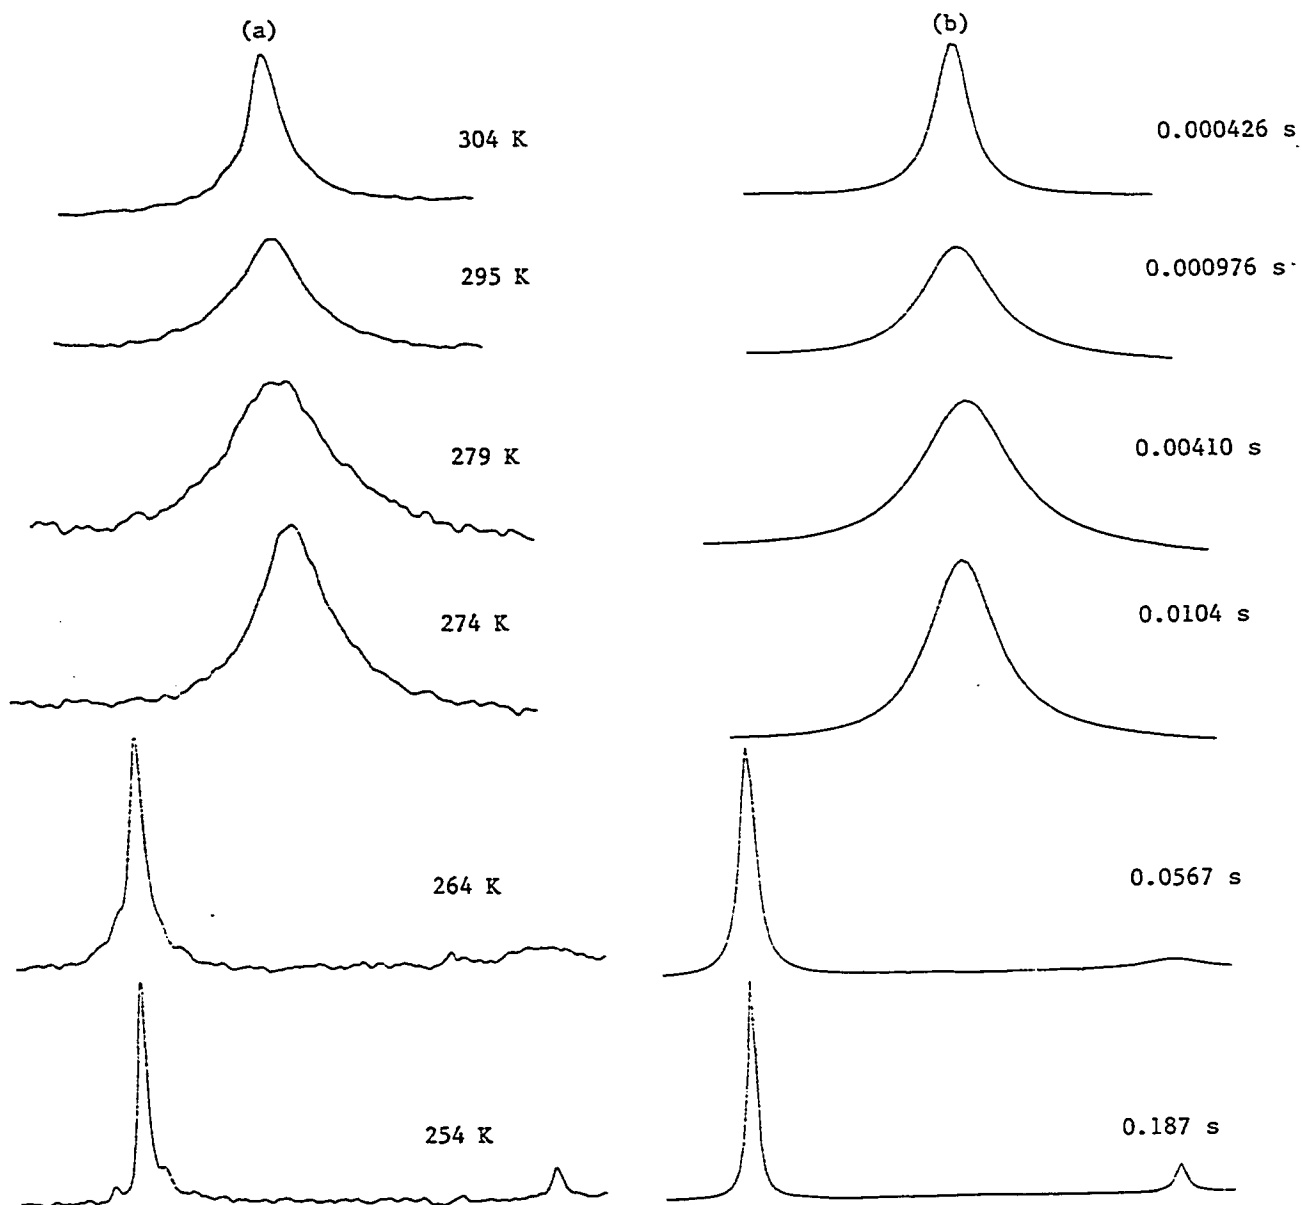 (a) (b)
304 K 0.000426 s
295 K 0.000976 s
279 K 0.00410 s
274 K 0.0104 s
264 K 0.0567 s
254 K 0.187 s